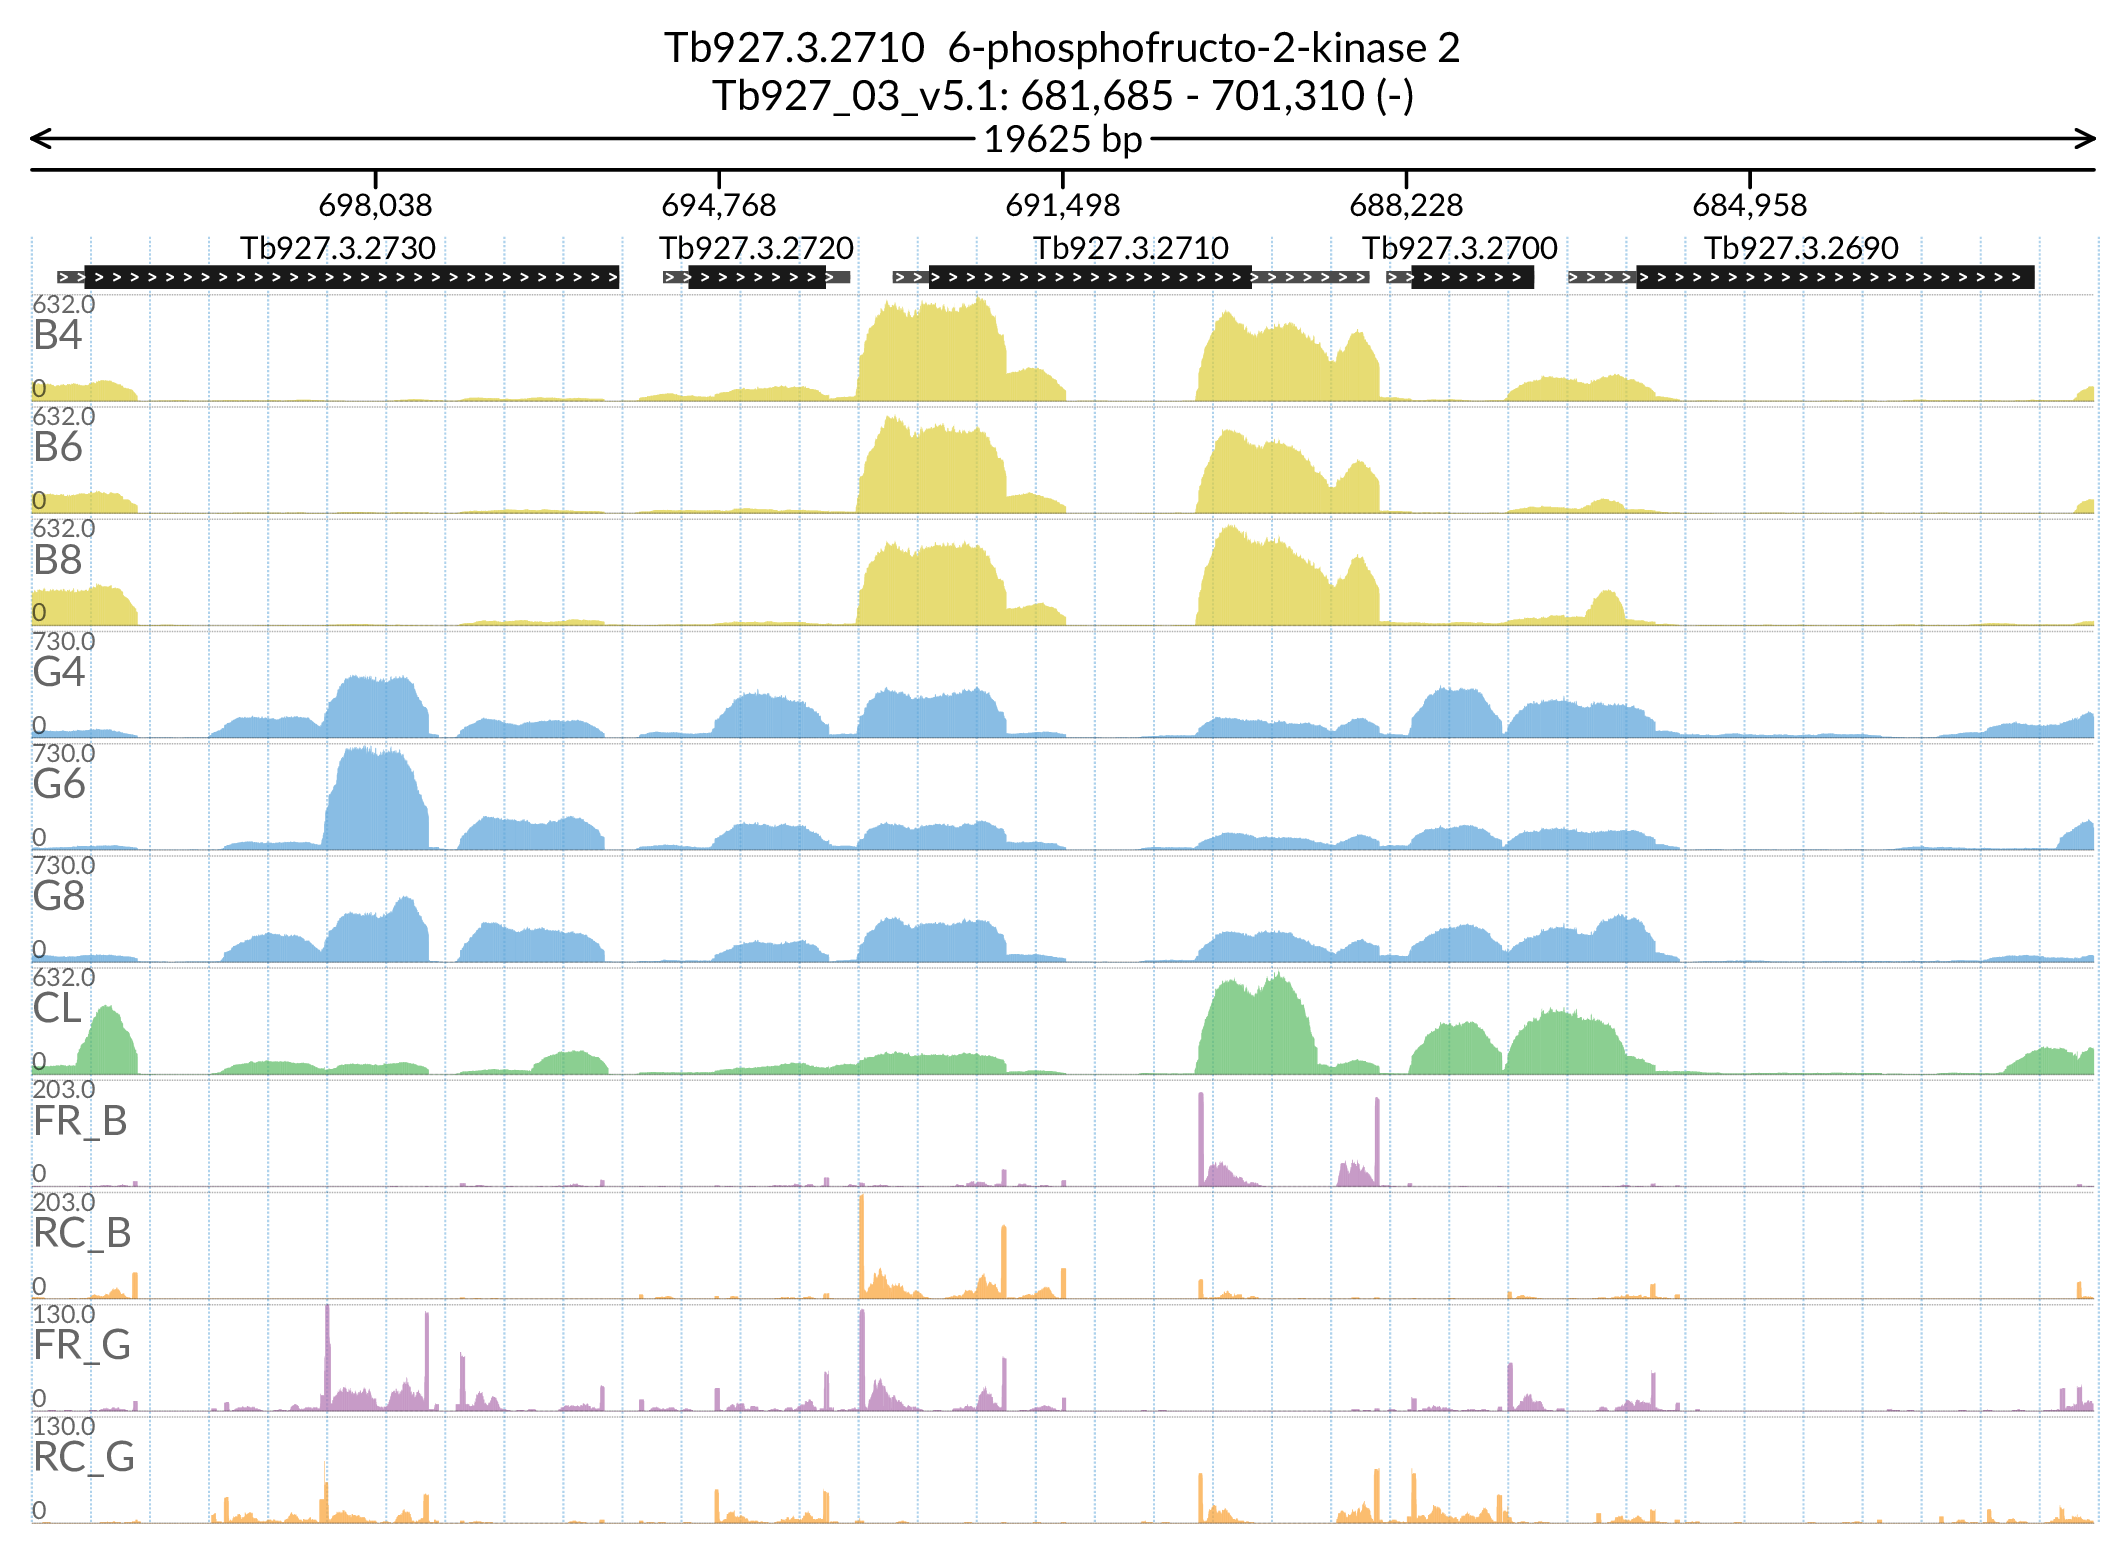 Tb927.3.2710  6-phosphofructo-2-kinase 2
Tb927_03_v5.1: 681,685 - 701,310 (-)
19625 bp
698,038 694,768 691,498 688,228 684,958
Tb927.3.2730 Tb927.3.2720 Tb927.3.2710 Tb927.3.2700 Tb927.3.2690
632.0
B4
0
632.0
B6
0
632.0
B8
0
730.0
G4
0
730.0
G6
0
730.0
G8
0
632.0
CL
0
203.0
FR_B
0
203.0
RC_B
0
130.0
FR_G
0
130.0
RC_G
0